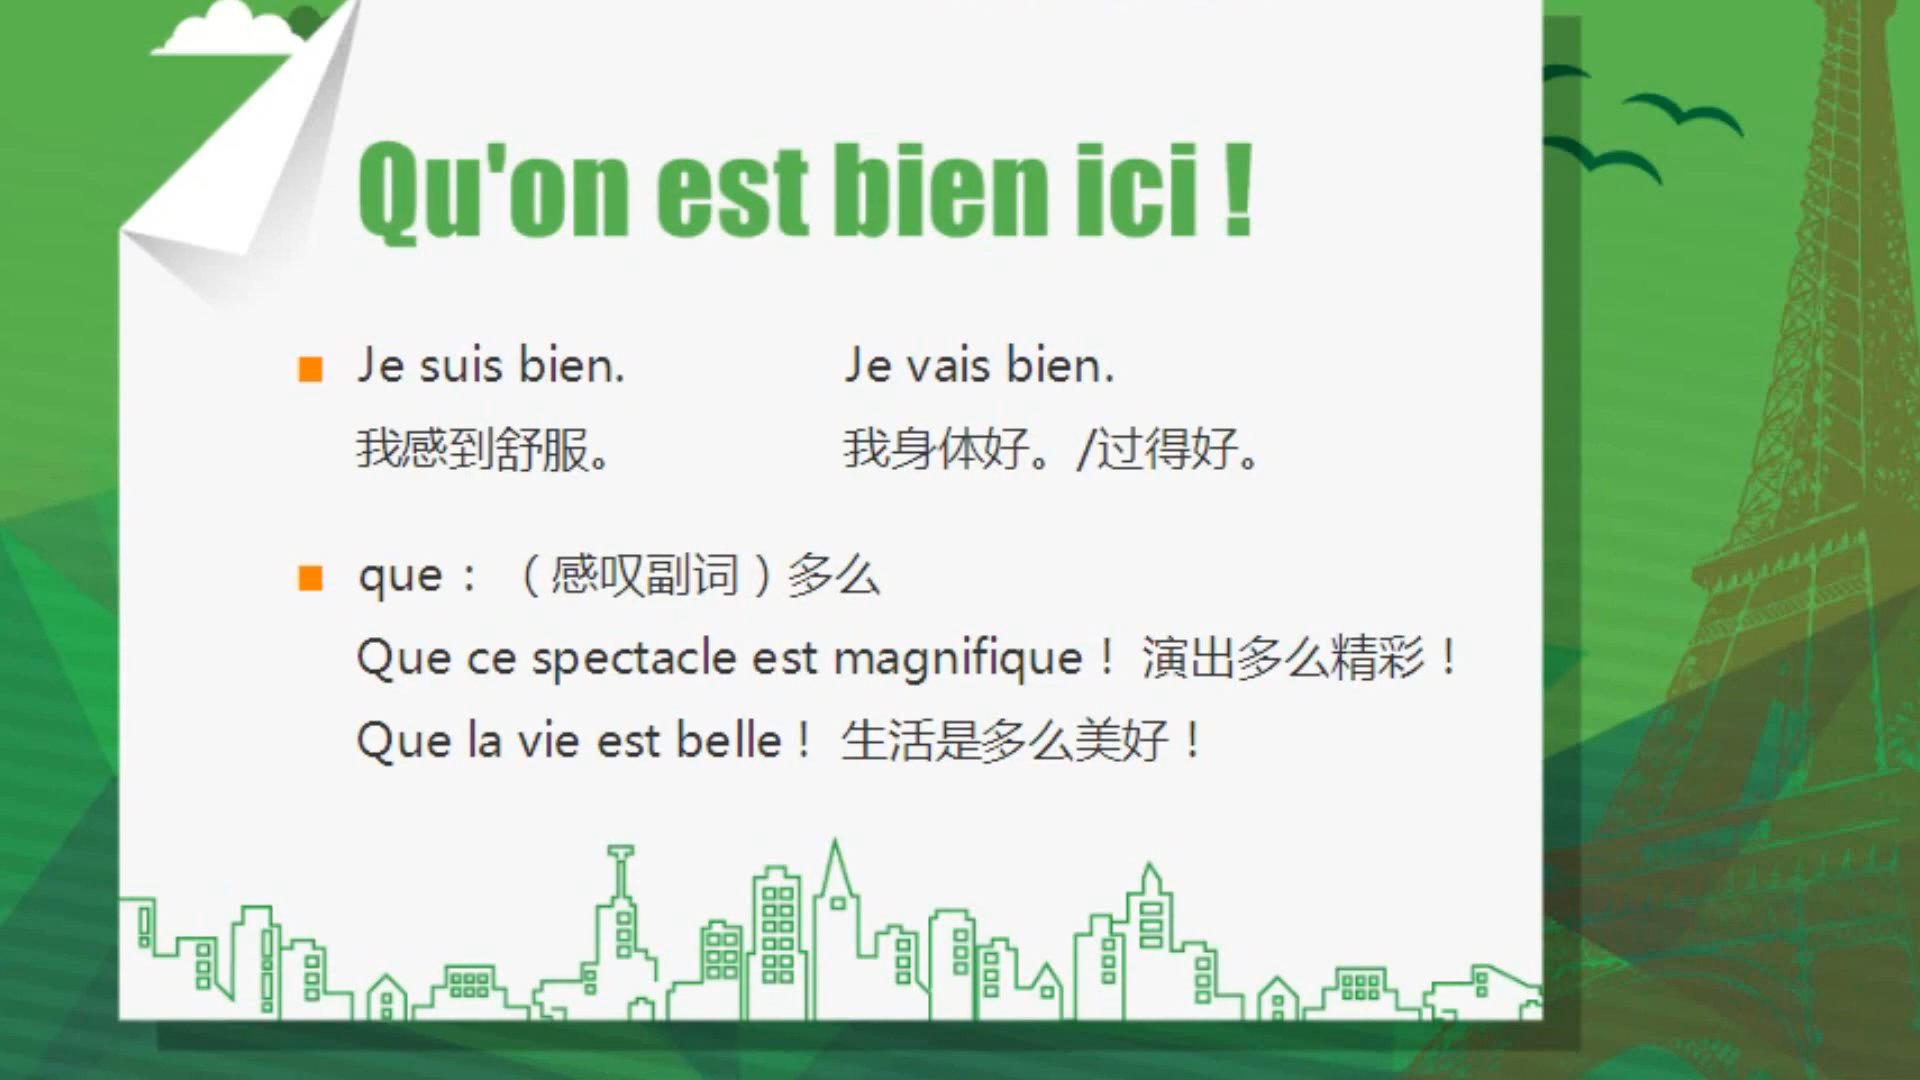 Qu'on est bien ici !
Je suis bien. Je vais bien.
我感到舒服。 我身体好。/过得好。
que：（感叹副词）多么
Que ce spectacle est magnifique！ 演出多么精彩！
Que la vie est belle！ 生活是多么美好！